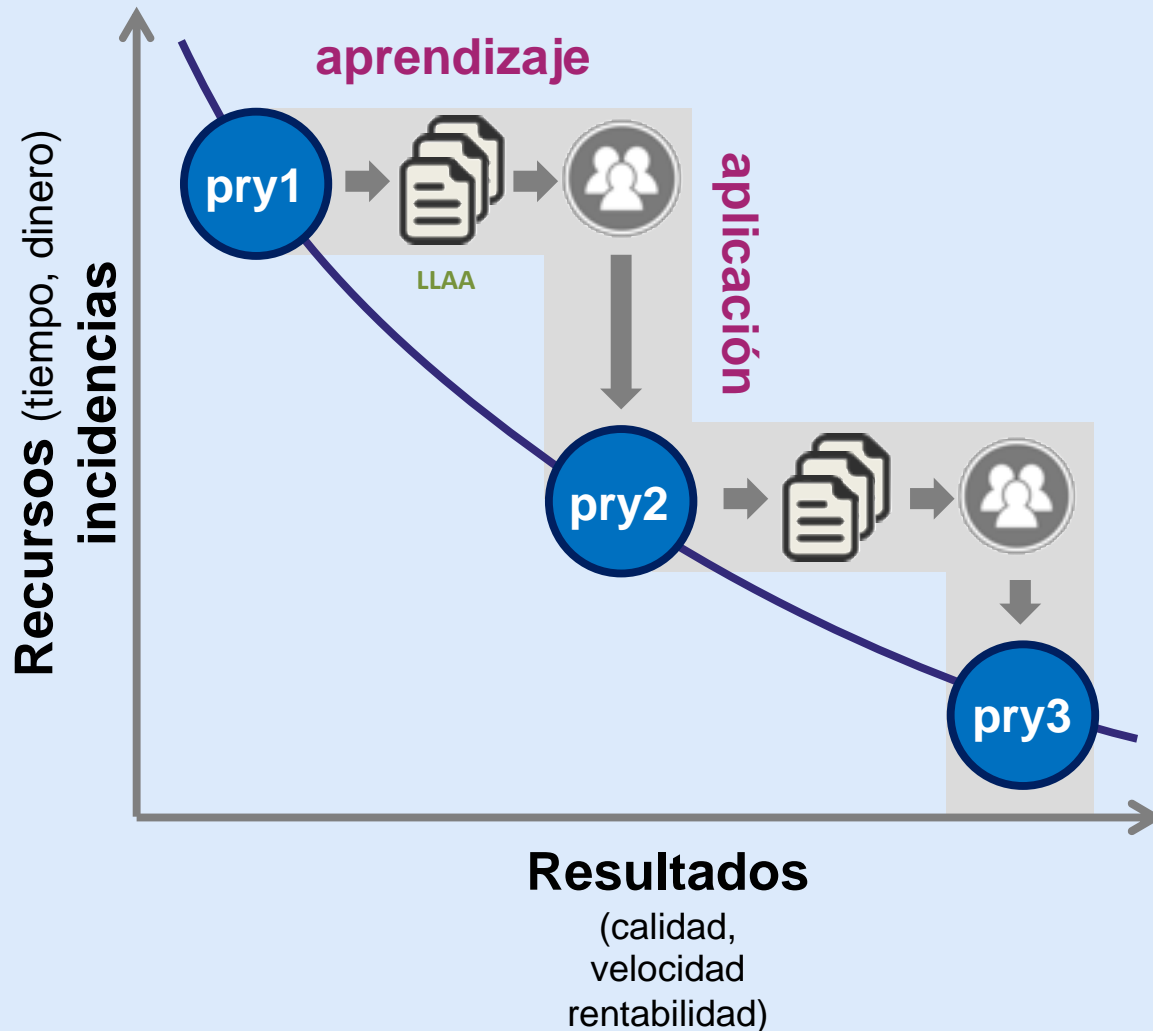 aprendizaje
pry1
LLAA
aplicación
Recursos (tiempo, dinero)
incidencias
pry2
pry3
Resultados
(calidad,
velocidad
rentabilidad)